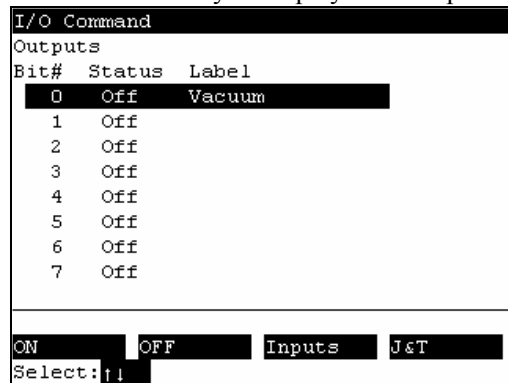 I/O Command
Outputs
Bit# Status Label
0 Off Vacuum
1 Off
2 Off
3 Off
4 Off
5 Off
6 Off
7 Off
ON OFF Inputs J&T
Select:↑↓